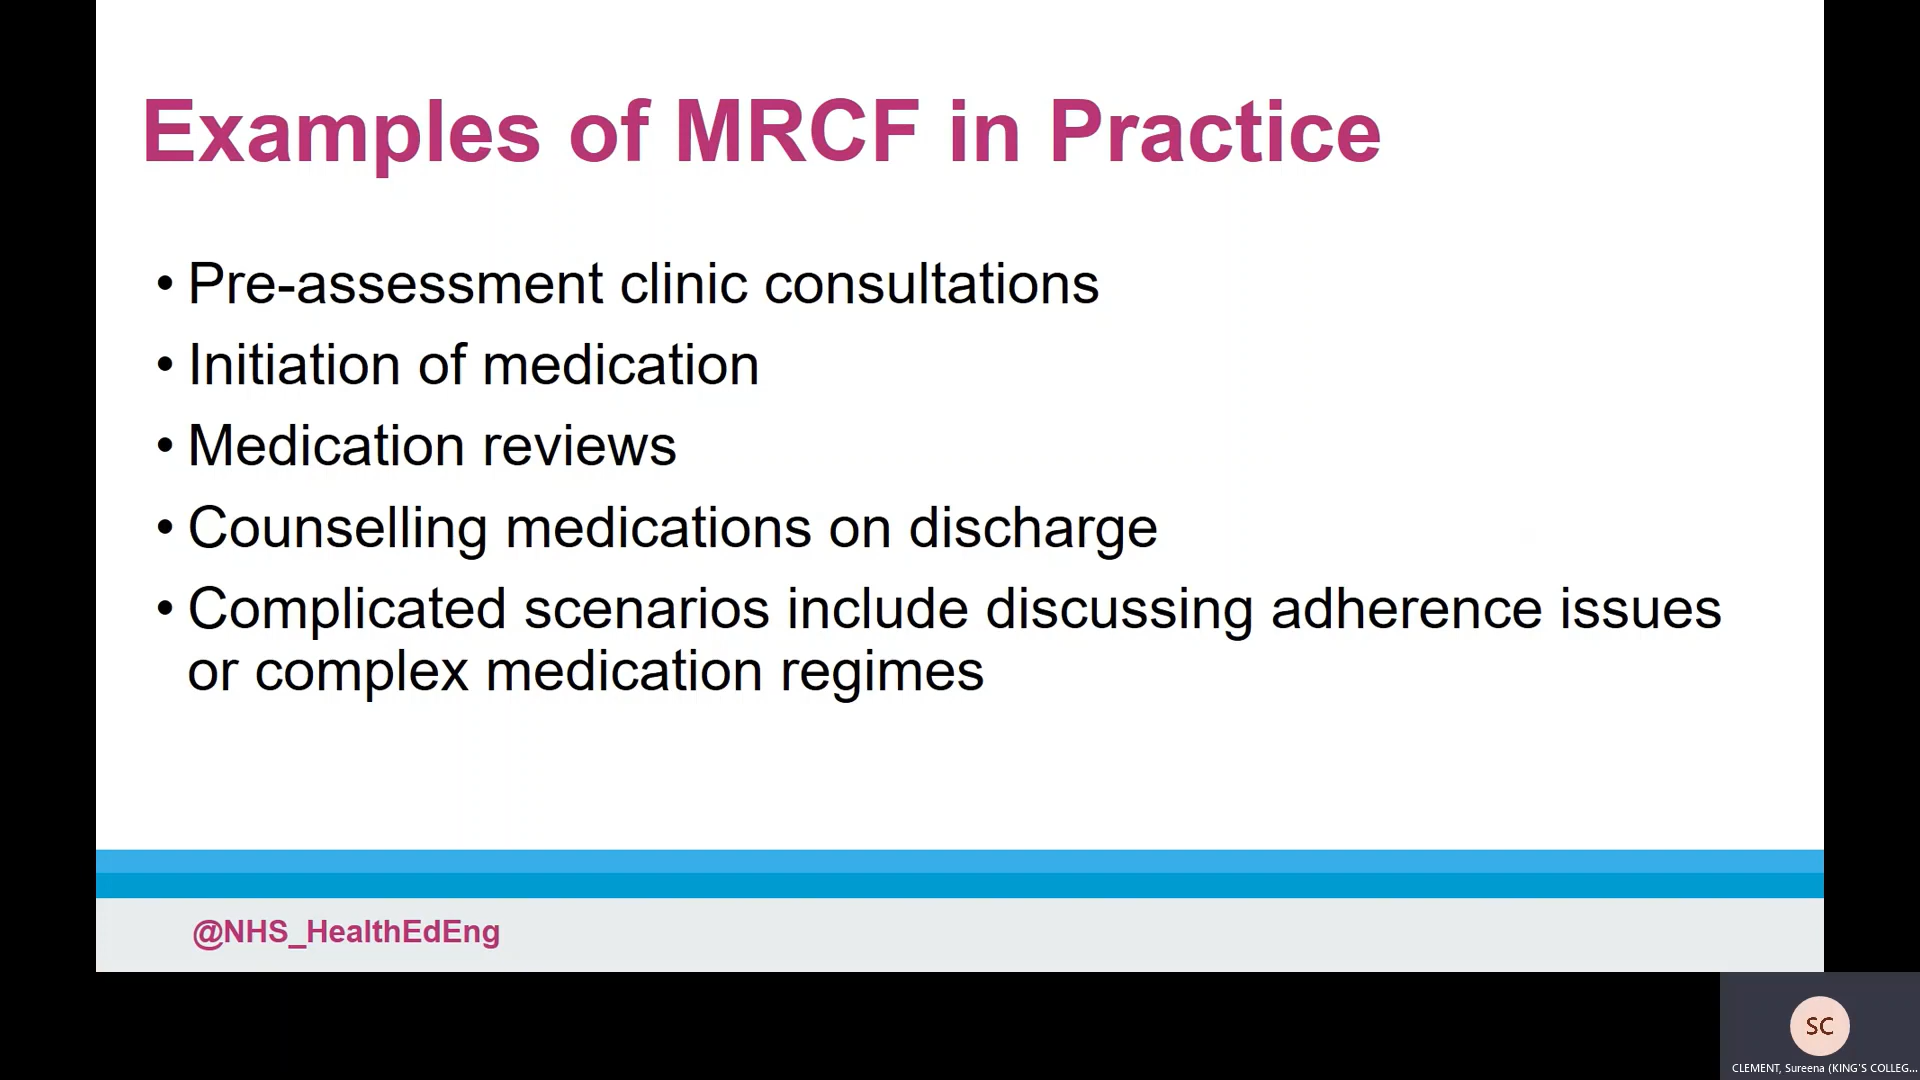 Examples of MRCF in Practice
• Pre-assessment clinic consultations
• Initiation of medication
• Medication reviews
• Counselling medications on discharge
• Complicated scenarios include discussing adherence issues
or complex medication regimes
@NHS_HealthEdEng
SC
CLEMENT, Sureena (KING'S COLLEG...